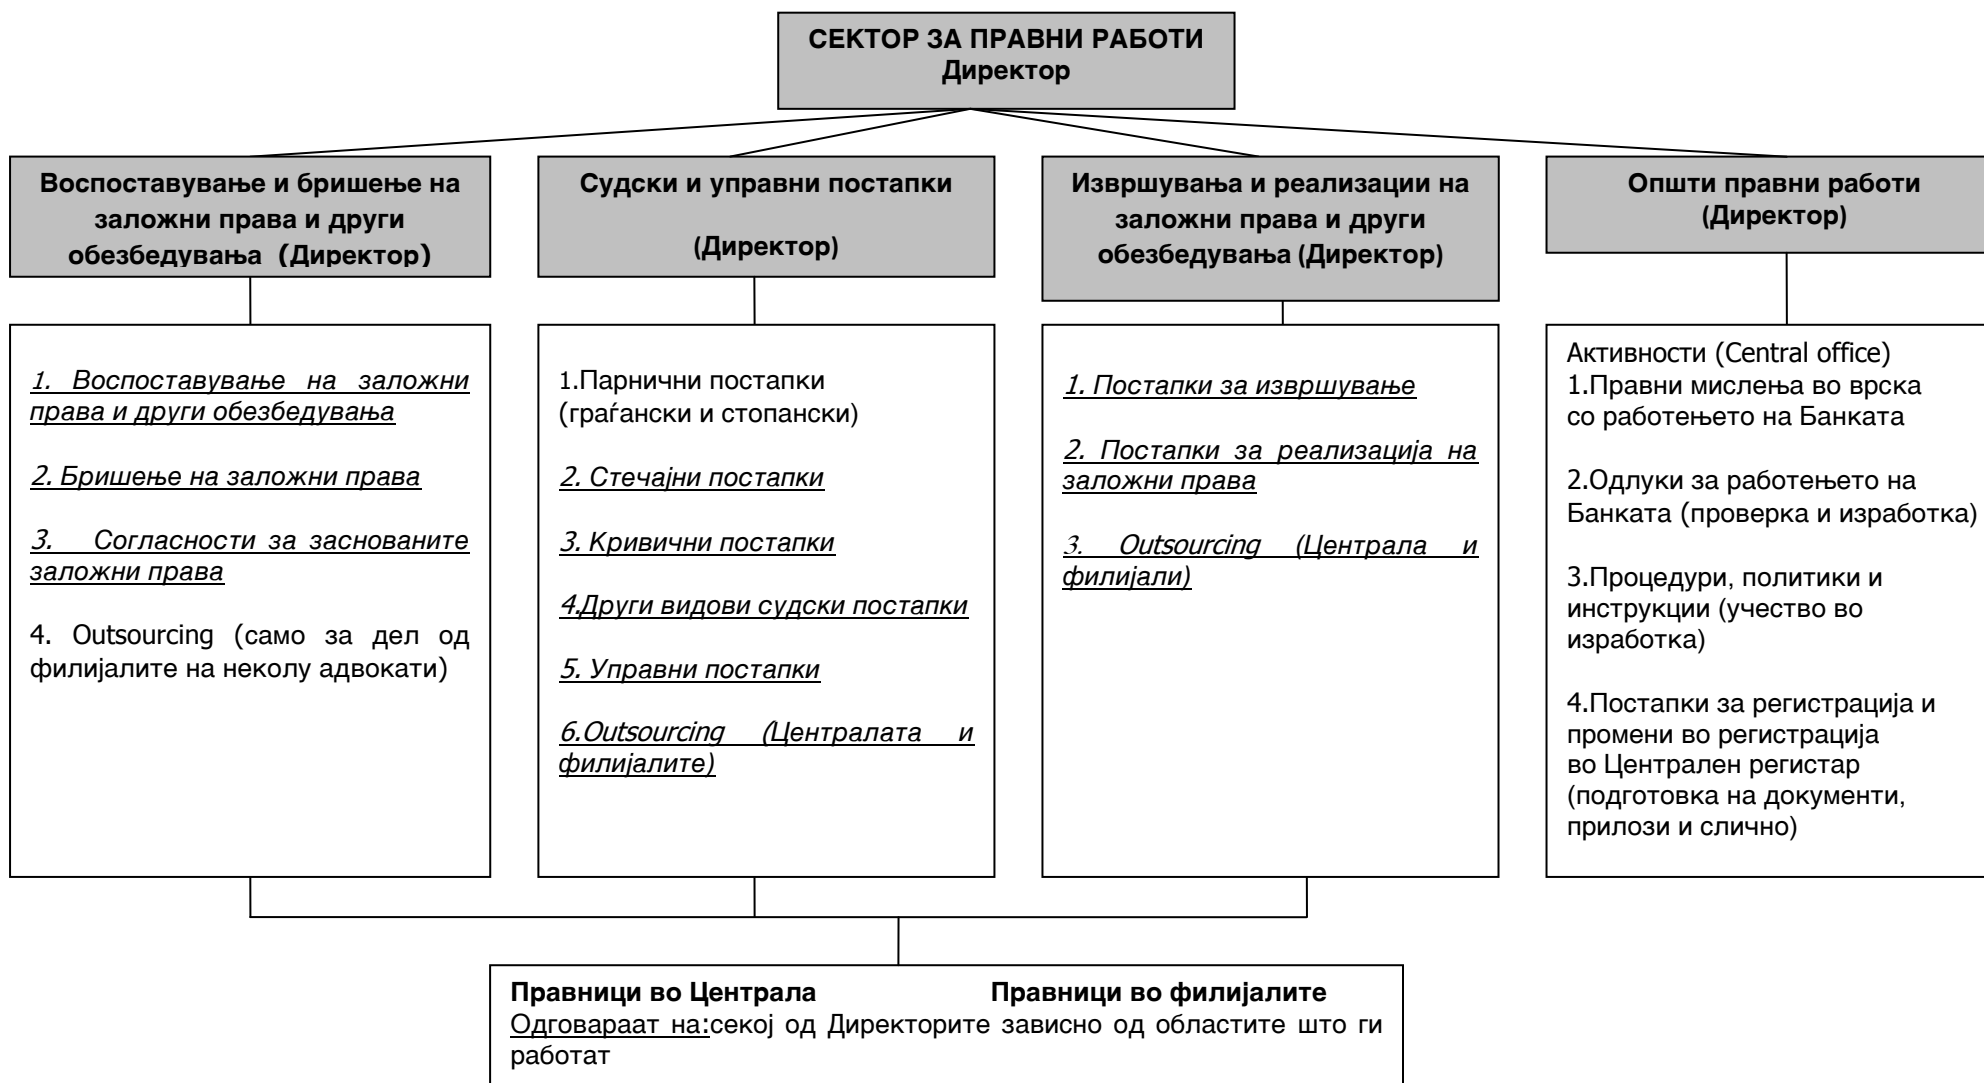 СЕКТОР ЗА ПРАВНИ РАБОТИ
Директор
Воспоставување и бришење на
заложни права и други
обезбедувања (Директор)
Судски и управни постапки
(Директор)
Извршувања и реализации на
заложни права и други
обезбедувања (Директор)
Општи правни работи
(Директор)
1. Воспоставување на заложни
права и други обезбедувања
2. Бришење на заложни права
3. Согласности за заснованите
заложни права
4. Outsourcing (само за дел од
филијалите на неколу адвокати)
1.Парнични постапки
(граѓански и стопански)
2. Стечајни постапки
3. Кривични постапки
4.Други видови судски постапки
5. Управни постапки
6.Outsourcing (Централата и
филијалите)
1. Постапки за извршување
2. Постапки за реализација на
заложни права
3. Outsourcing (Централа и
филијали)
Активности (Central office)
1.Правни мислења во врска
со работењето на Банката
2.Одлуки за работењето на
Банката (проверка и изработка)
3.Процедури, политики и
инструкции (учество во
изработка)
4.Постапки за регистрација и
промени во регистрација
во Централен регистар
(подготовка на документи,
прилози и слично)
Правници во Централа Правници во филијалите
Одговараат на:секој од Директорите зависно од областите што ги
работат